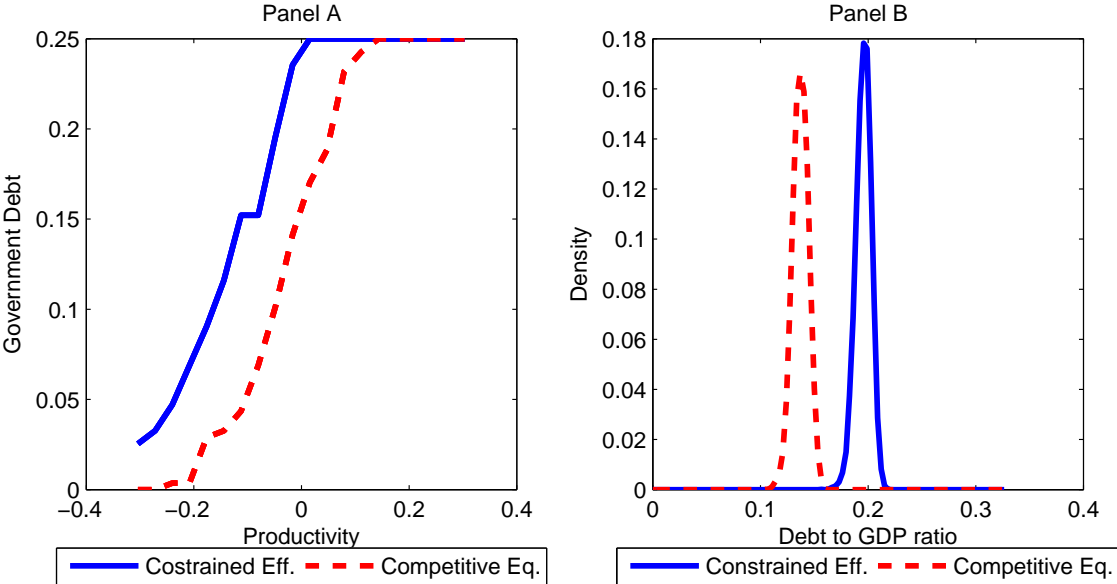 Panel A
Government Debt
0.25
0.2
0.15
0.1
0.05
0
−0.4
−0.2
0
0.2
0.4
Productivity
Costrained Eff.
Competitive Eq.
Panel B
Density
0.18
0.16
0.14
0.12
0.1
0.08
0.06
0.04
0.02
0
0
0.1
0.2
0.3
0.4
Debt to GDP ratio
Constrained Eff.
Competitive Eq.